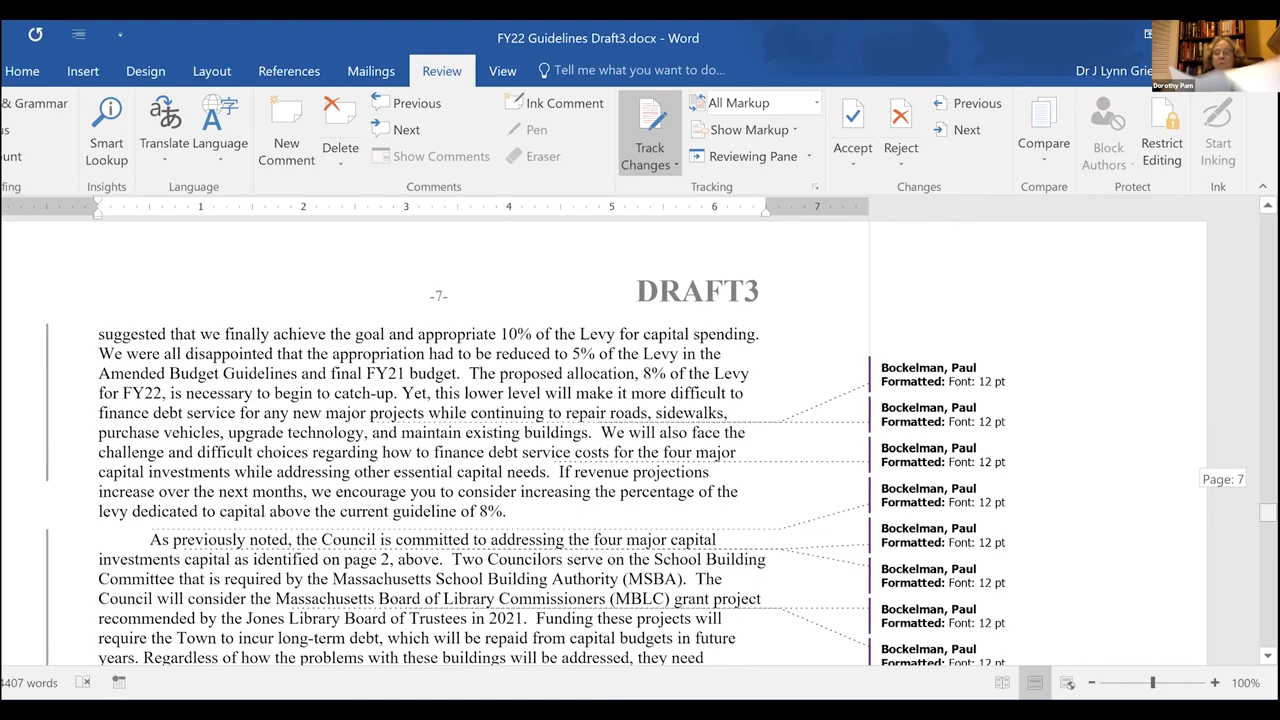 FY22 Guidelines Draft3.docx - Word
Home Insert Design Layout References Mailings Review View Tell me what you want to do...
Dr J Lynn Grie
Dorothy Pam
& Grammar
Smart Lookup
Insights
Translate Language
Language
New Comment
Delete
Previous
Next
Show Comments
Ink Comment
Pen
Eraser
Comments
Track Changes
All Markup
Show Markup
Reviewing Pane
Tracking
Accept
Reject
Previous
Next
Changes
Compare
Compare
Block Authors
Restrict Editing
Protect
Start Inking
Ink
1 2 3 4 5 6 7
-7- DRAFT3
suggested that we finally achieve the goal and appropriate 10% of the Levy for capital spending.
We were all disappointed that the appropriation had to be reduced to 5% of the Levy in the
Amended Budget Guidelines and final FY21 budget. The proposed allocation, 8% of the Levy
for FY22, is necessary to begin to catch-up. Yet, this lower level will make it more difficult to
finance debt service for any new major projects while continuing to repair roads, sidewalks,
purchase vehicles, upgrade technology, and maintain existing buildings. We will also face the
challenge and difficult choices regarding how to finance debt service costs for the four major
capital investments while addressing other essential capital needs. If revenue projections
increase over the next months, we encourage you to consider increasing the percentage of the
levy dedicated to capital above the current guideline of 8%.
As previously noted, the Council is committed to addressing the four major capital
investments capital as identified on page 2, above. Two Councilors serve on the School Building
Committee that is required by the Massachusetts School Building Authority (MSBA). The
Council will consider the Massachusetts Board of Library Commissioners (MBLC) grant project
recommended by the Jones Library Board of Trustees in 2021. Funding these projects will
require the Town to incur long-term debt, which will be repaid from capital budgets in future
years. Regardless of how the problems with these buildings will be addressed, they need
Bockelman, Paul
Formatted: Font: 12 pt
Bockelman, Paul
Formatted: Font: 12 pt
Bockelman, Paul
Formatted: Font: 12 pt
Bockelman, Paul
Formatted: Font: 12 pt
Bockelman, Paul
Formatted: Font: 12 pt
Bockelman, Paul
Formatted: Font: 12 pt
Bockelman, Paul
Formatted: Font: 12 pt
Bockelman, Paul
Formatted: Font: 12 pt
Page: 7
4407 words
100%